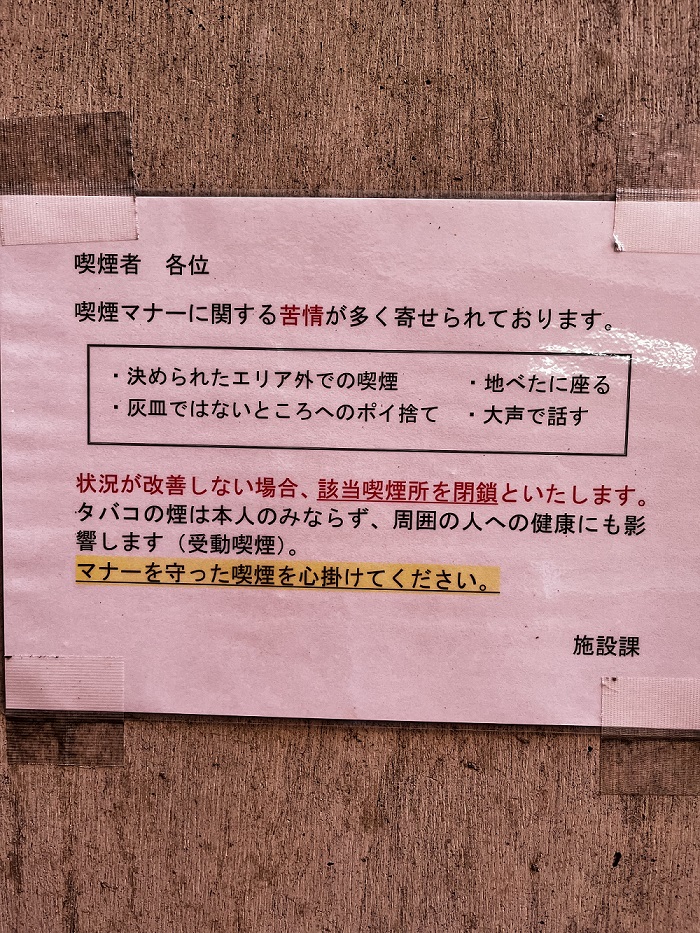 喫煙者　各位
喫煙マナーに関する苦情が多く寄せられております。
・決められたエリア外での喫煙　・地べたに座る
・灰皿ではないところへのポイ捨て　・大声で話す
状況が改善しない場合、該当喫煙所を閉鎖といたします。
タバコの煙は本人のみならず、周囲の人への健康にも影
響します（受動喫煙）。
マナーを守った喫煙を心掛けてください。
施設課